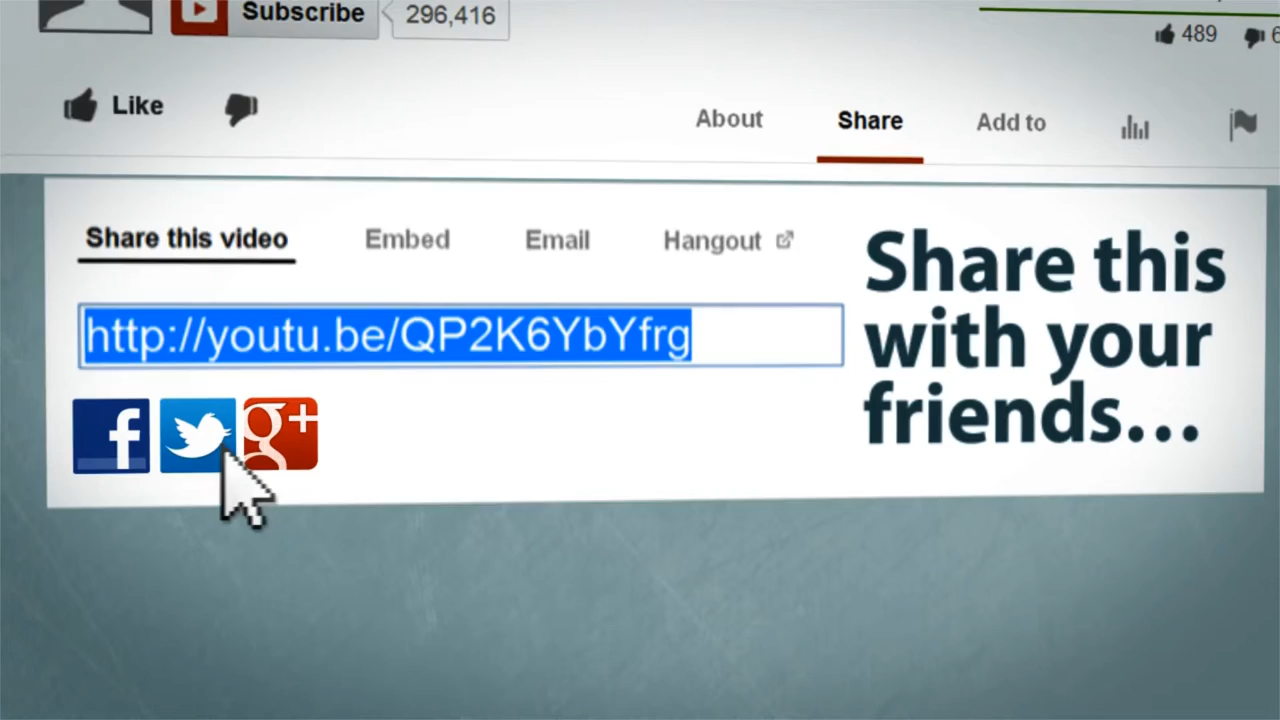 Subscribe 296,416
489
Like
About Share Add to
Share this video Embed Email Hangout
http://youtu.be/QP2K6YbYfrg
f g+
Share this
with your
friends...